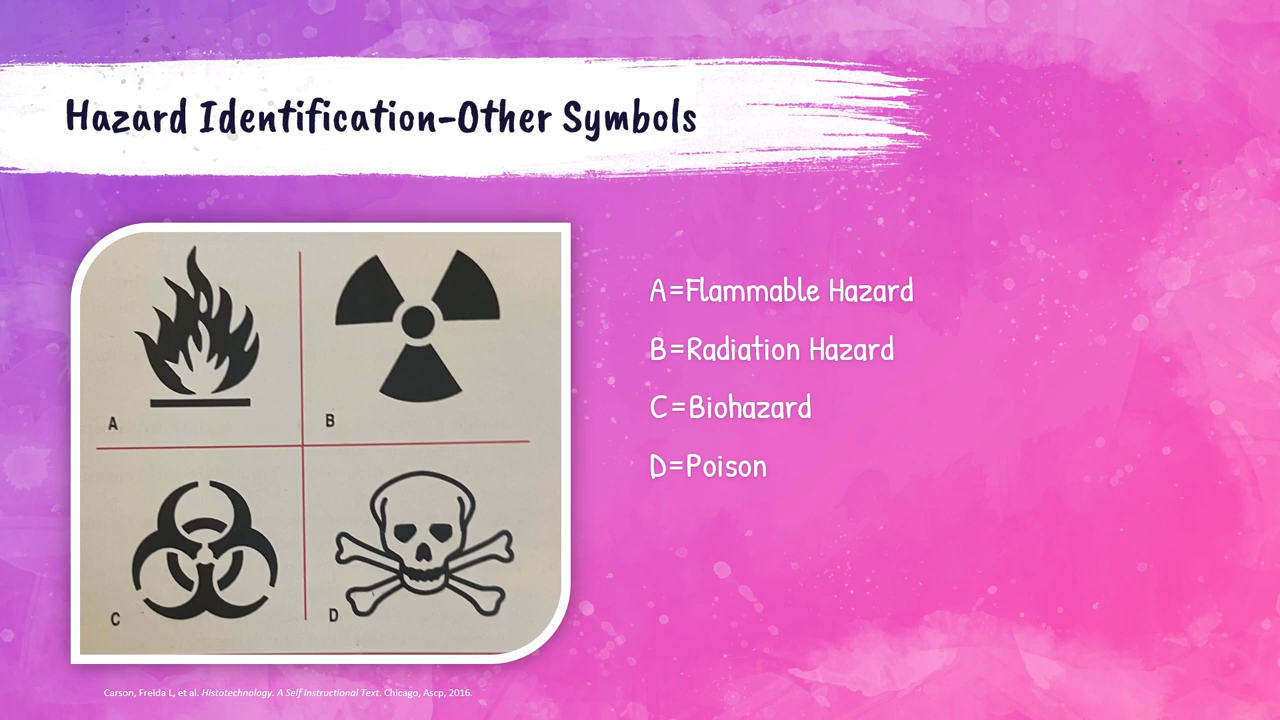 Hazard Identification-Other Symbols
A
B
C
D
A=Flammable Hazard
B=Radiation Hazard
C=Biohazard
D=Poison
Carson, Freida L, et al. Histotechnology. A Self Instructional Text. Chicago, Ascp, 2016.